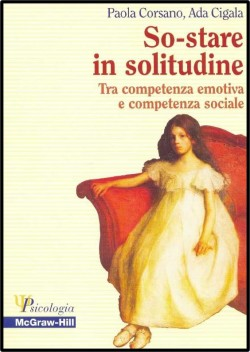 Paola Corsano, Ada Cigala
So-stare
in solitudine
Tra competenza emotiva
e competenza sociale
Psicologia
McGraw-Hill